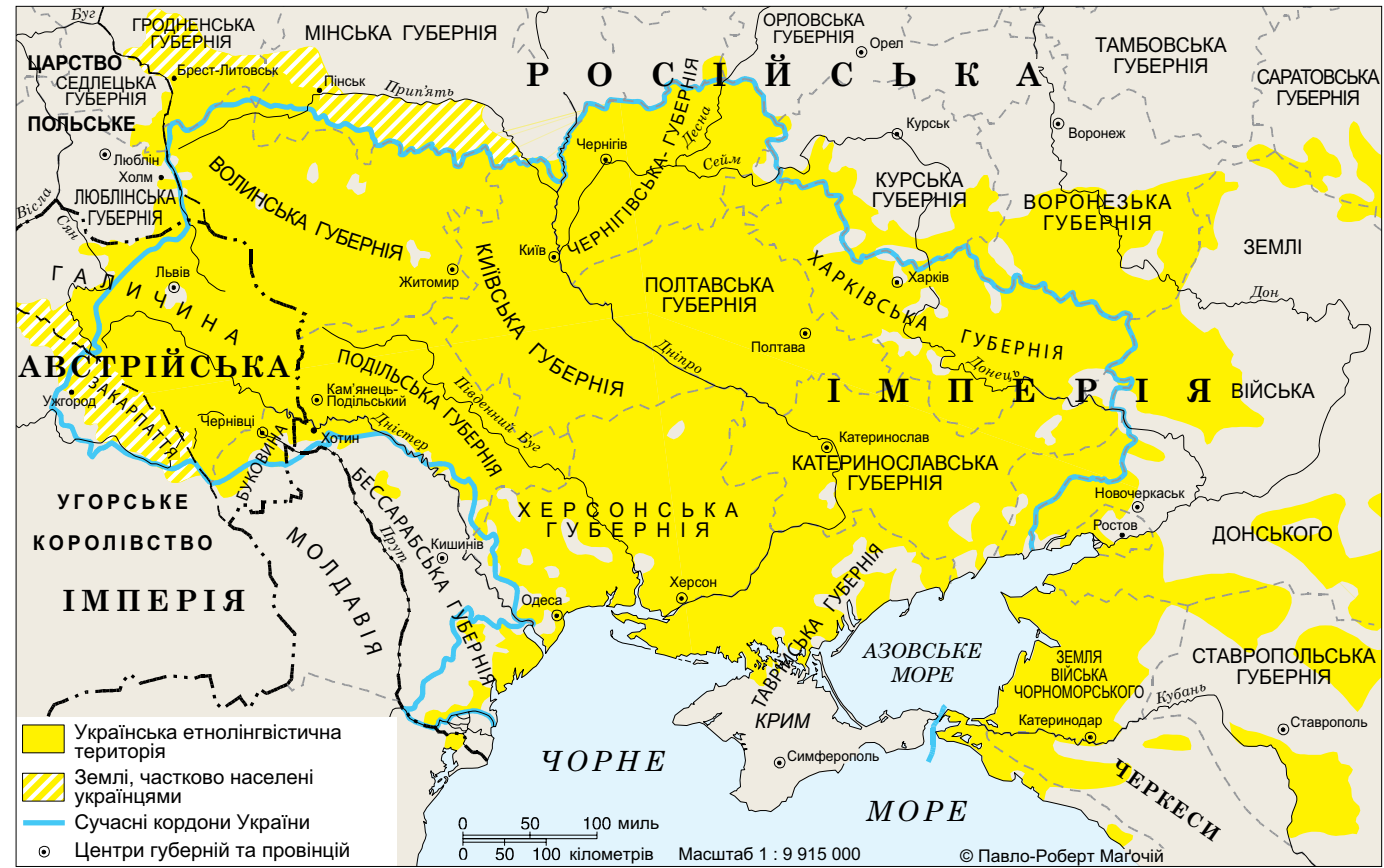 Буг
ГРОДНЕНСЬКА
ГУБЕРНІЯ
МІНСЬКА ГУБЕРНІЯ
ОРЛОВСЬКА
ГУБЕРНІЯ
Орел
ТАМБОВСЬКА
ГУБЕРНІЯ
САРАТОВСЬКА
ГУБЕРНІЯ
ЦАРСТВО
ПОЛЬСЬКЕ
СЕДЛЕЦЬКА
ГУБЕРНІЯ
Брест-Литовськ
Пінськ
Прип'ять
РОСІЙСЬКА
ІМПЕРІЯ
Люблін
Холм
ЛЮБЛІНСЬКА
ГУБЕРНІЯ
Вісла
Сян
ВОЛИНСЬКА ГУБЕРНІЯ
Чернігів
ЧЕРНІГІВСЬКА- ГУБЕРНІЯ
Десна
Сейм
Курськ
КУРСЬКА
ГУБЕРНІЯ
Воронеж
ВОРОНЕЗЬКА
ГУБЕРНІЯ
ЗЕМЛІ
ВІЙСЬКА
ДОНСЬКОГО
Дон
ГАЛИЧИНА
Львів
Житомир
Київ
КИЇВСЬКА ГУБЕРНІЯ
ПОЛТАВСЬКА
ГУБЕРНІЯ
Полтава
ХАРКІВСЬКА ГУБЕРНІЯ
Харків
Донець
Дніпро
АВСТРІЙСЬКА
ІМПЕРІЯ
ЗАКАРПАТТЯ
Ужгород
Чернівці
БУКОВИНА
Кам'янець-
Подільський
Хотин
ПОДІЛЬСЬКА ГУБЕРНІЯ
Південний Буг
Дністер
УГОРСЬКЕ
КОРОЛІВСТВО
МОЛДАВІЯ
Прут
БЕССАРАБСЬКА ГУБЕРНІЯ
Кишинів
ХЕРСОНСЬКА
ГУБЕРНІЯ
Одеса
Херсон
Катеринослав
КАТЕРИНОСЛАВСЬКА
ГУБЕРНІЯ
Новочеркаськ
Ростов
ТАВРІЙСЬКА ГУБЕРНІЯ
АЗОВСЬКЕ
МОРЕ
КРИМ
Симферополь
ЗЕМЛЯ
ВІЙСЬКА
ЧОРНОМОРСЬКОГО
Катеринодар
Кубань
СТАВРОПОЛЬСЬКА
ГУБЕРНІЯ
Ставрополь
ЧЕРКЕСИ
ЧОРНЕ
МОРЕ
Українська етнолінгвістична
територія
Землі, частково населені
українцями
Сучасні кордони України
Центри губерній та провінцій
0 50 100 миль
0 50 100 кілометрів
Масштаб 1 : 9 915 000
© Павло-Роберт Маґочій